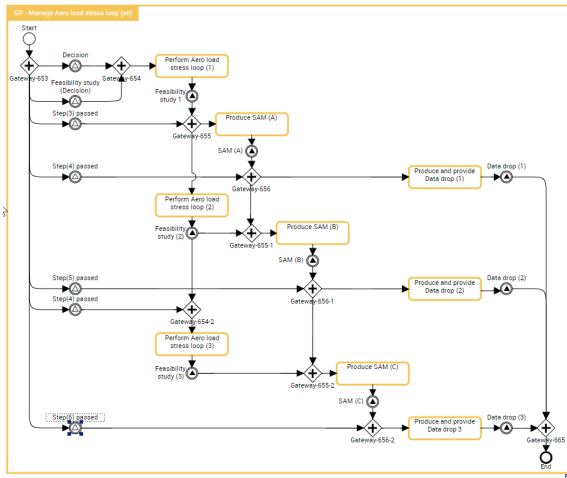 GP - Manage Aero load stress loop (all)
Start
Decision
Gateway-653
Gateway-654
Perform Aero load
stress loop (1)
Feasibility study
(Decision)
Feasibility
study 1
Step(3) passed
Gateway-655
Produce SAM (A)
SAM (A)
Step(4) passed
Gateway-656
Produce and provide
Data drop (1)
Data drop (1)
Perform Aero load
stress loop (2)
Feasibility
study (2)
Gateway-655-1
Produce SAM (B)
SAM (B)
Step(5) passed
Gateway-656-1
Produce and provide
Data drop (2)
Data drop (2)
Step(4) passed
Gateway-654-2
Perform Aero load
stress loop (3)
Feasibility
study (3)
Gateway-655-2
Produce SAM (C)
SAM (C)
Step(6) passed
Gateway-656-2
Produce and provide
Data drop 3
Data drop (3)
Gateway-665
End